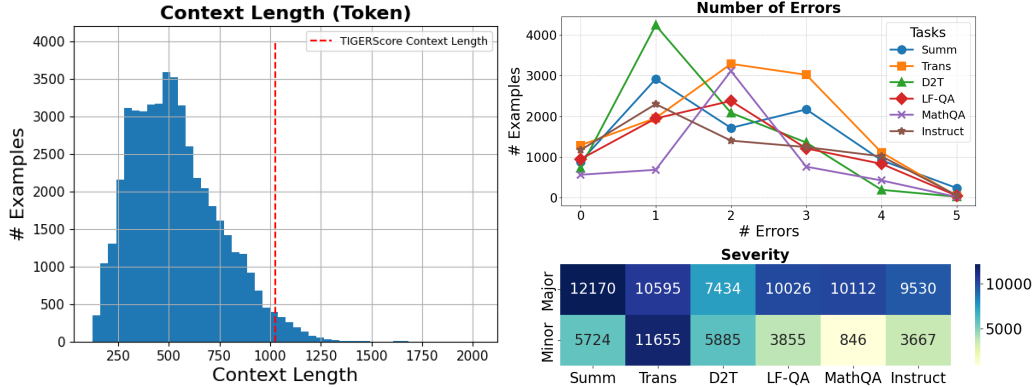 Context Length (Token)
TIGERScore Context Length
# Examples
4000
3500
3000
2500
2000
1500
1000
500
0
250 500 750 1000 1250 1500 1750 2000
Context Length
Number of Errors
Tasks
Summ
Trans
D2T
LF-QA
MathQA
Instruct
# Examples
4000
3000
2000
1000
0
0 1 2 3 4 5
# Errors
Severity
Major 12170 10595 7434 10026 10112 9530
Minor 5724 11655 5885 3855 846 3667
Summ Trans D2T LF-QA MathQA Instruct
10000
5000